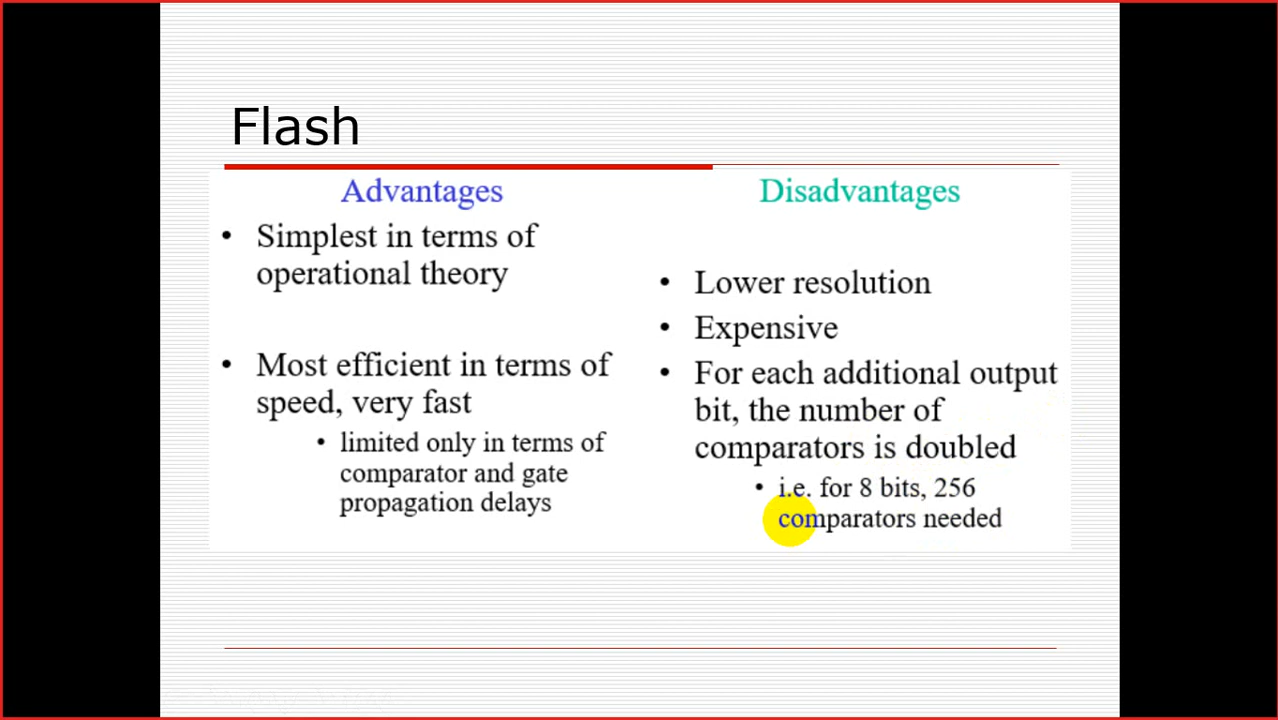 Flash
Advantages
• Simplest in terms of
operational theory
• Most efficient in terms of
speed, very fast
• limited only in terms of
comparator and gate
propagation delays
Disadvantages
• Lower resolution
• Expensive
• For each additional output
bit, the number of
comparators is doubled
• i.e. for 8 bits, 256
comparators needed